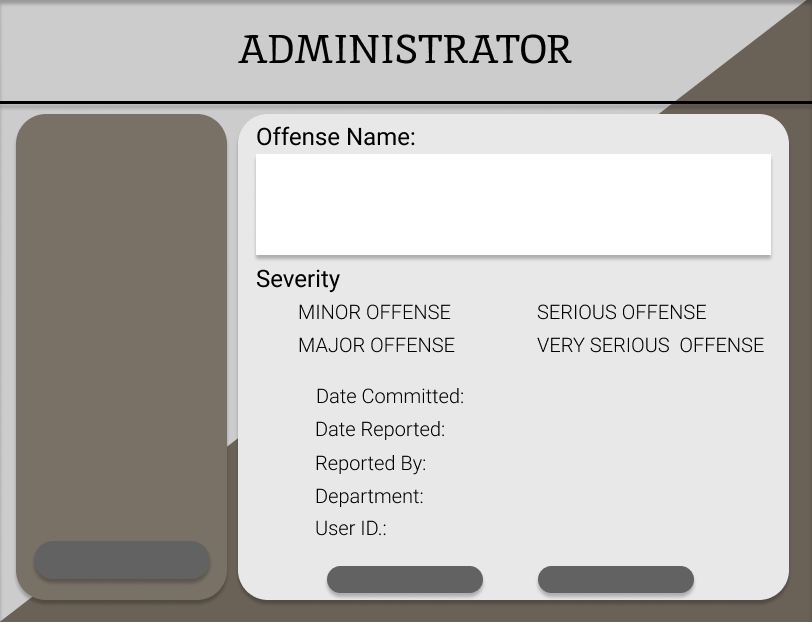 ADMINISTRATOR
Offense Name:
Severity
MINOR OFFENSE SERIOUS OFFENSE
MAJOR OFFENSE VERY SERIOUS OFFENSE
Date Committed:
Date Reported:
Reported By:
Department:
User ID.: